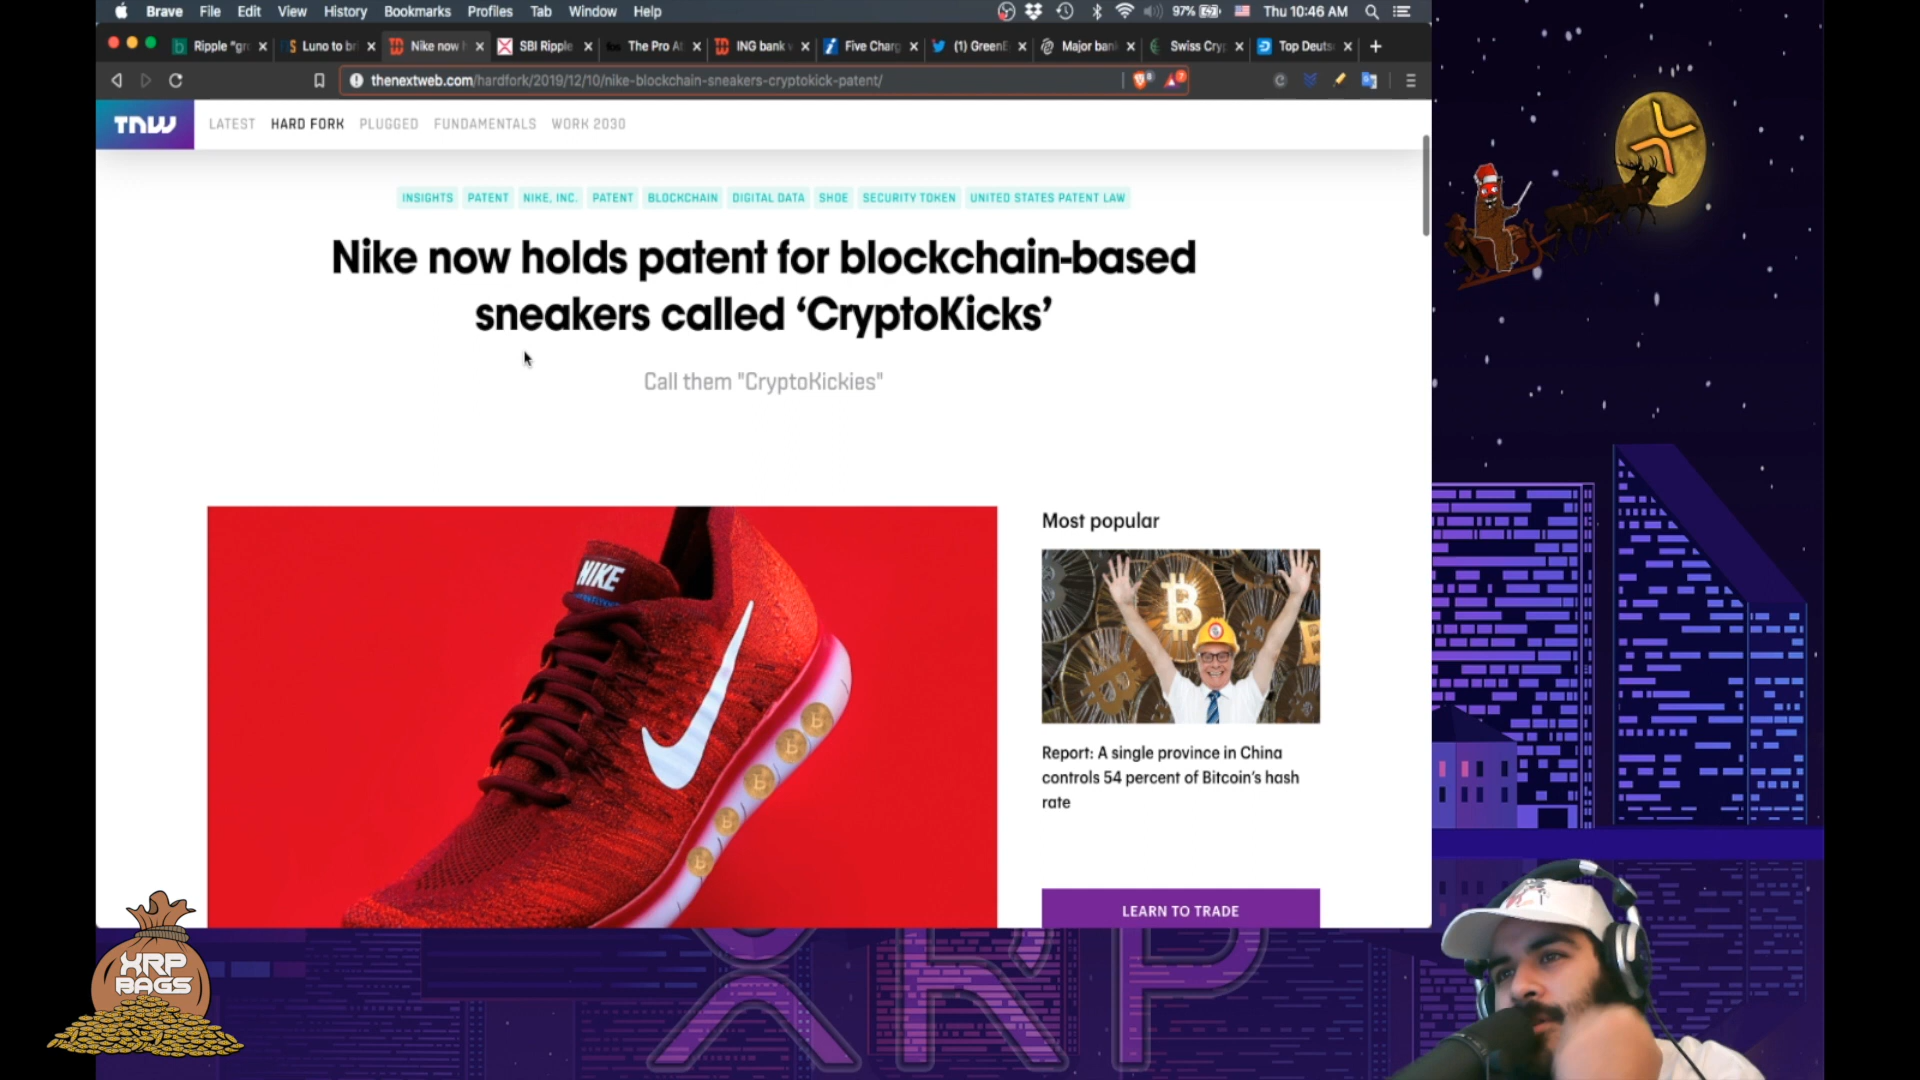 Brave File Edit View History Bookmarks Profiles Tab Window Help 97% Thu 10:46 AM
Ripple "gr Luno to br Nike now SBI Ripple The Pro A ING bank Five Charg (1) Green Major ban Swiss Cry Top Deuts
thenextweb.com/hardfork/2019/12/10/nike-blockchain-sneakers-cryptokick-patent/
TNW LATEST HARD FORK PLUGGED FUNDAMENTALS WORK 2030
INSIGHTS PATENT NIKE, INC. PATENT BLOCKCHAIN DIGITAL DATA SHOE SECURITY TOKEN UNITED STATES PATENT LAW
Nike now holds patent for blockchain-based
sneakers called ‘CryptoKicks’
Call them "CryptoKickies"
Most popular
NIKE
Report: A single province in China
controls 54 percent of Bitcoin's hash
rate
LEARN TO TRADE
XRP
BAGS
XRP